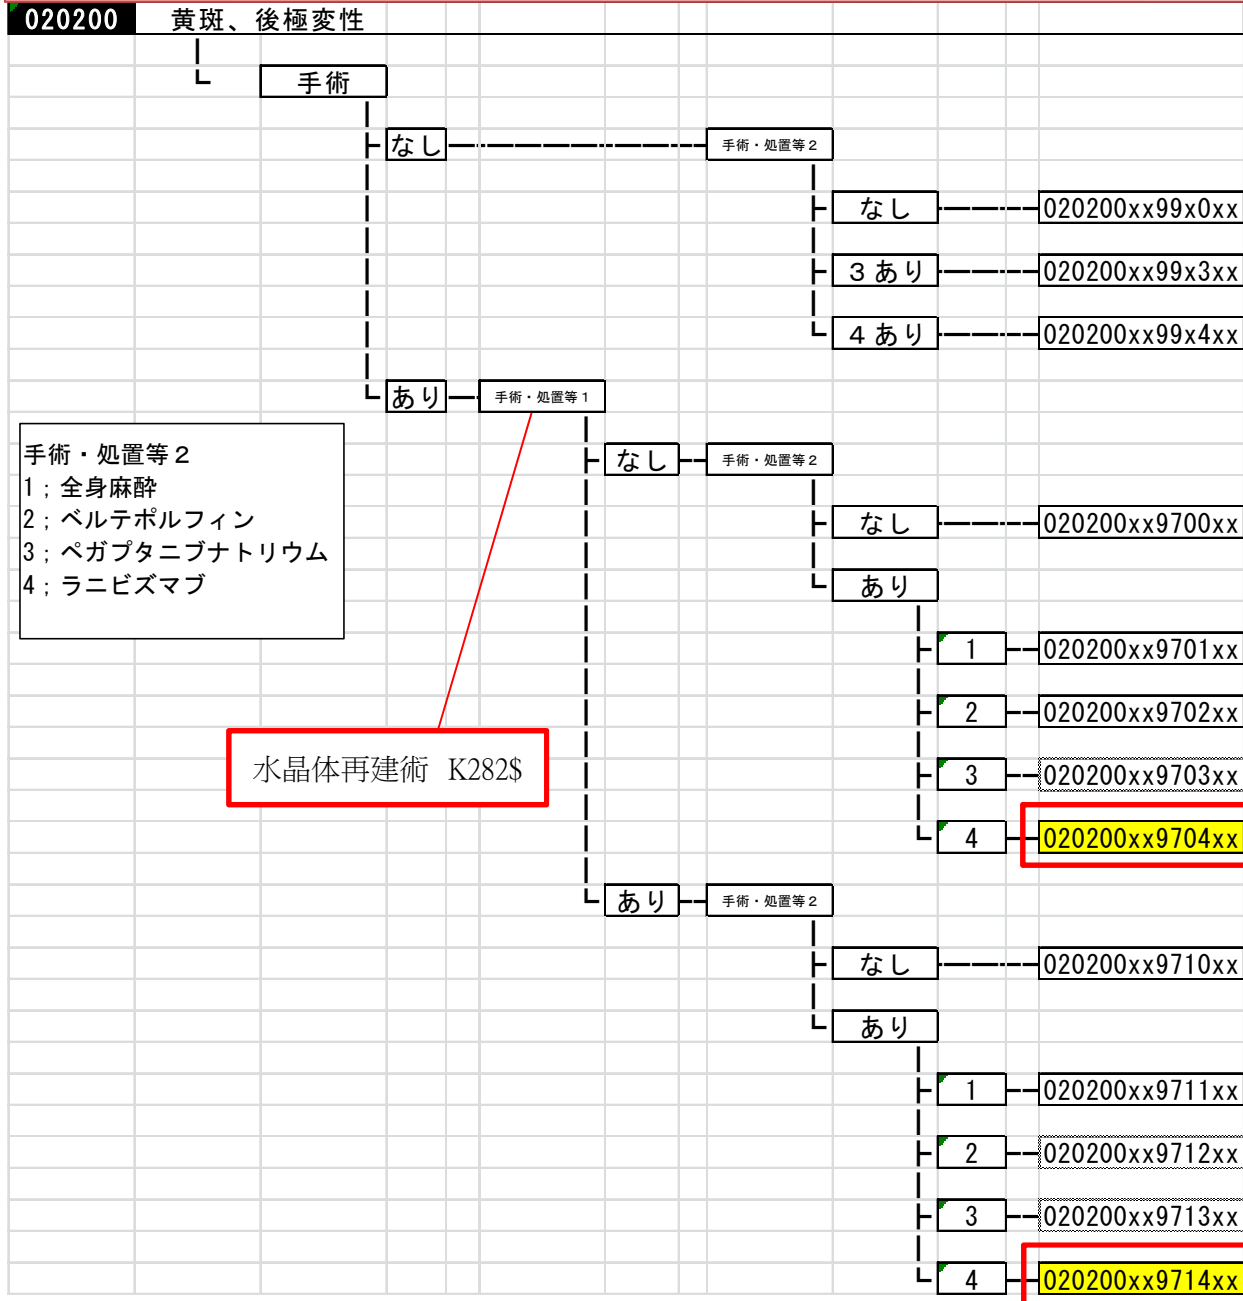 020200 黄斑、後極変性
手術
なし 手術・処置等２
なし 020200xx99x0xx
３あり 020200xx99x3xx
４あり 020200xx99x4xx
あり 手術・処置等１
手術・処置等２
1；全身麻酔
2；ベルテポルフィン
3；ペガプタニブナトリウム
4；ラニビズマブ
なし 手術・処置等２
なし 020200xx9700xx
あり
1 020200xx9701xx
2 020200xx9702xx
水晶体再建術 K282$
3 020200xx9703xx
4 020200xx9704xx
あり 手術・処置等２
なし 020200xx9710xx
あり
1 020200xx9711xx
2 020200xx9712xx
3 020200xx9713xx
4 020200xx9714xx